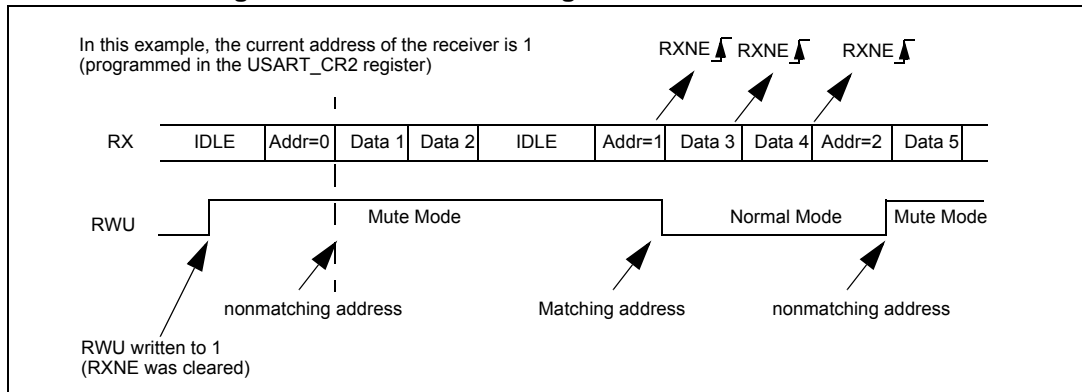 In this example, the current address of the receiver is 1
(programmed in the USART_CR2 register)
RXNE RXNE RXNE
RX IDLE Addr=0 Data 1 Data 2 IDLE Addr=1 Data 3 Data 4 Addr=2 Data 5
RWU Mute Mode Normal Mode Mute Mode
nonmatching address Matching address nonmatching address
RWU written to 1
(RXNE was cleared)